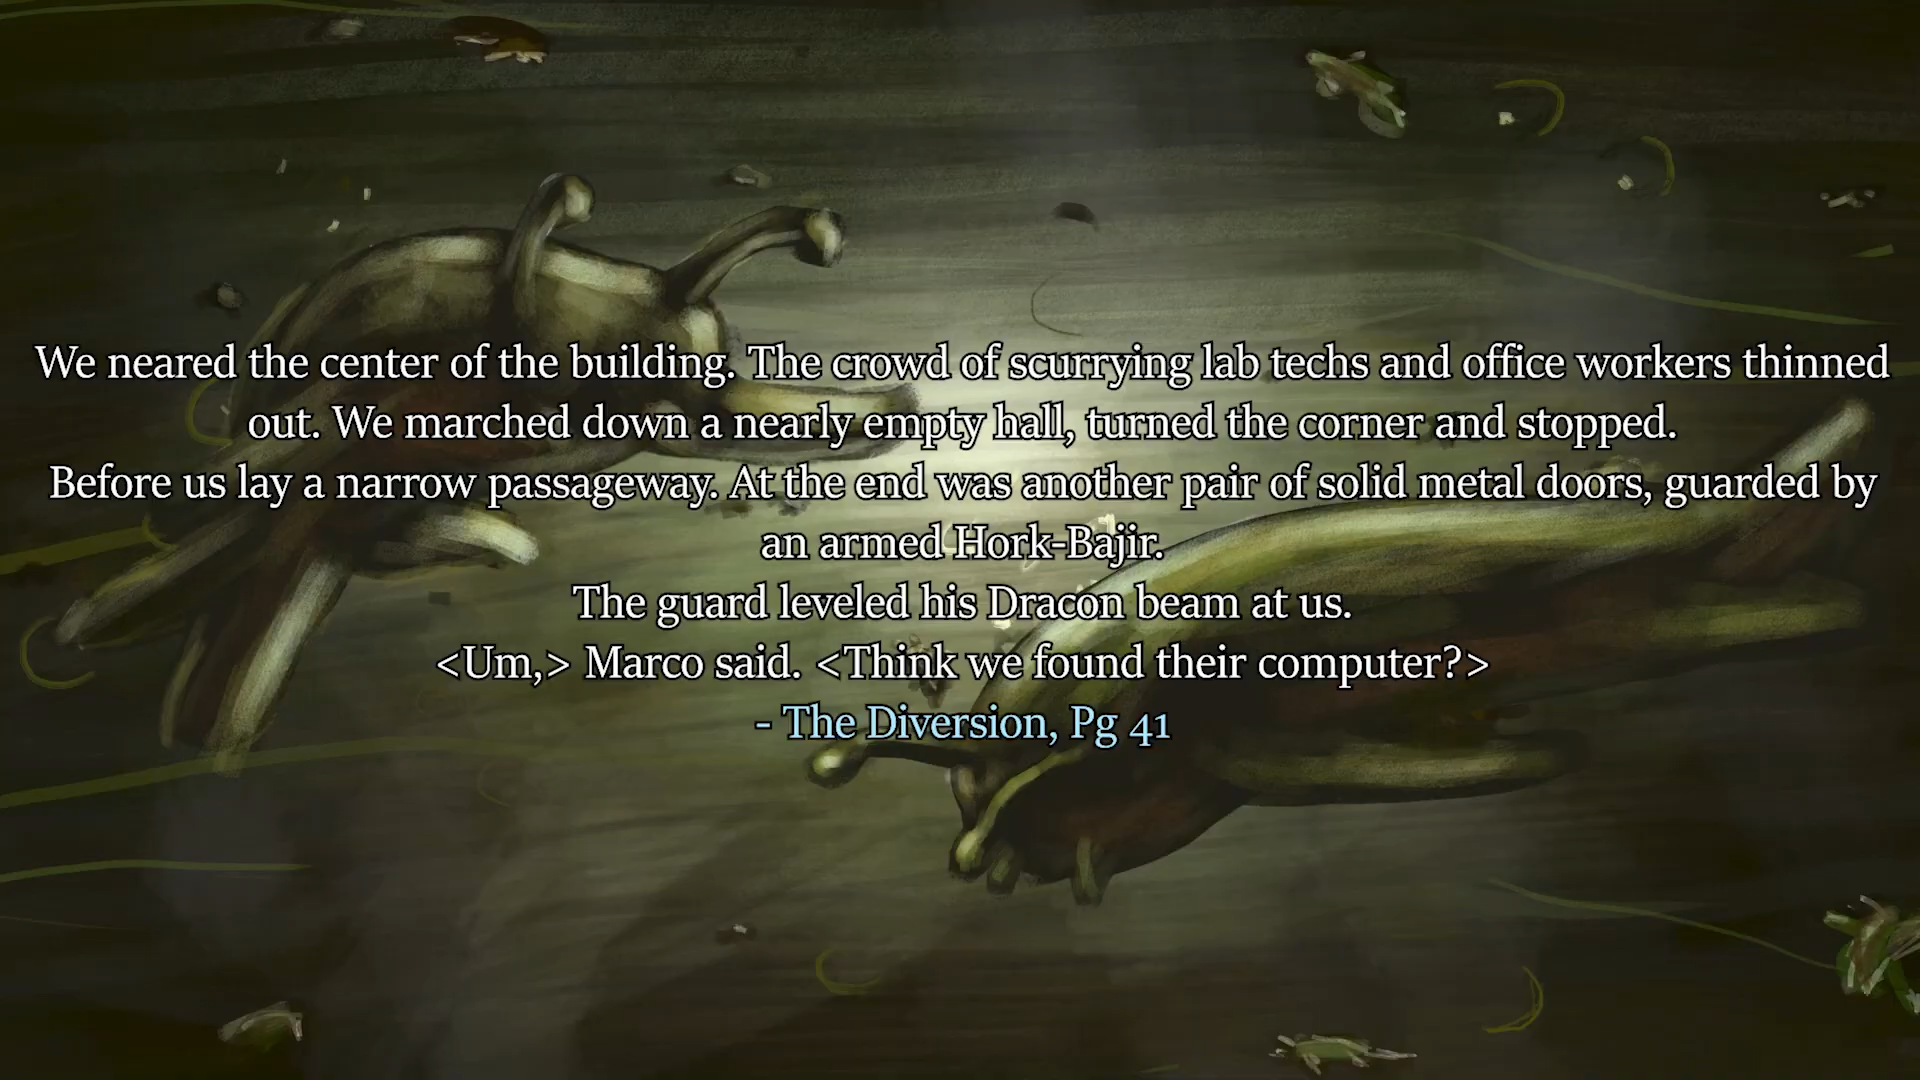 We neared the center of the building. The crowd of scurrying lab techs and office workers thinned
out. We marched down a nearly empty hall, turned the corner and stopped.
Before us lay a narrow passageway. At the end was another pair of solid metal doors, guarded by
an armed Hork-Bajir.
The guard leveled his Dracon beam at us.
<Um,> Marco said. <Think we found their computer?>
- The Diversion, Pg 41